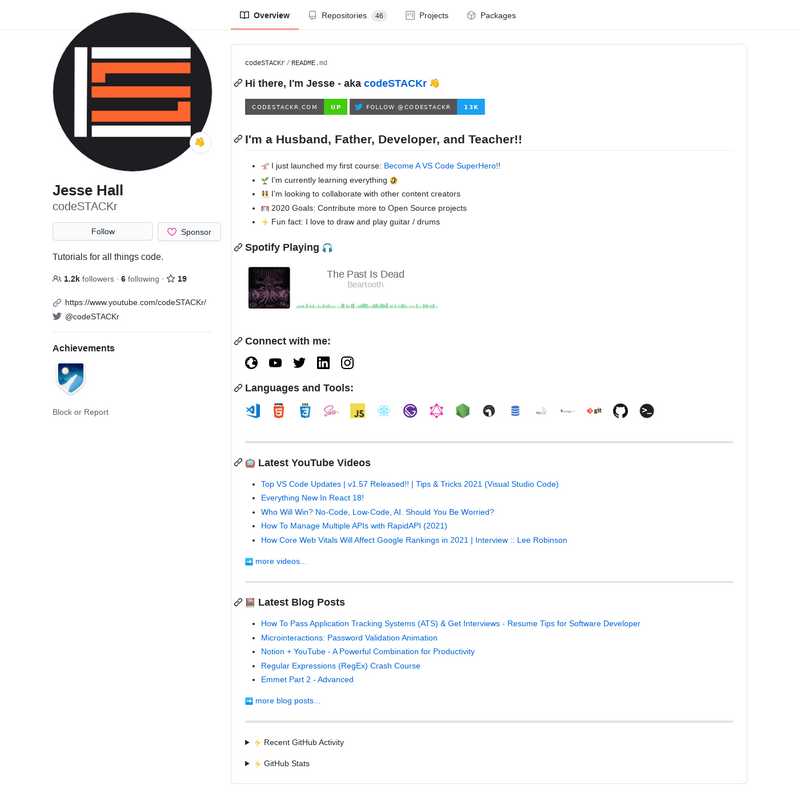 Overview Repositories 46 Projects Packages
Jesse Hall
codeSTACKr
Follow Sponsor
Tutorials for all things code.
1.2k followers · 6 following · 19
https://www.youtube.com/codeSTACKr/
@codeSTACKr
Achievements
Block or Report
codeSTACKr / README.md
Hi there, I'm Jesse - aka codeSTACKr 👋
CODESTACKR.COM UP FOLLOW @CODESTACKR 13K
I'm a Husband, Father, Developer, and Teacher!!
I just launched my first course: Become A VS Code SuperHero!!
I'm currently learning everything 🤣
I'm looking to collaborate with other content creators
2020 Goals: Contribute more to Open Source projects
Fun fact: I love to draw and play guitar / drums
Spotify Playing 🎧
The Past Is Dead
Beartooth
Connect with me:
Languages and Tools:
JS
git
Latest YouTube Videos
Top VS Code Updates | v1.57 Released!! | Tips & Tricks 2021 (Visual Studio Code)
Everything New In React 18!
Who Will Win? No-Code, Low-Code, AI. Should You Be Worried?
How To Manage Multiple APIs with RapidAPI (2021)
How Core Web Vitals Will Affect Google Rankings in 2021 | Interview :: Lee Robinson
➡️ more videos...
Latest Blog Posts
How To Pass Application Tracking Systems (ATS) & Get Interviews - Resume Tips for Software Developer
Microinteractions: Password Validation Animation
Notion + YouTube - A Powerful Combination for Productivity
Regular Expressions (RegEx) Crash Course
Emmet Part 2 - Advanced
➡️ more blog posts...
⚡ Recent GitHub Activity
⚡ GitHub Stats